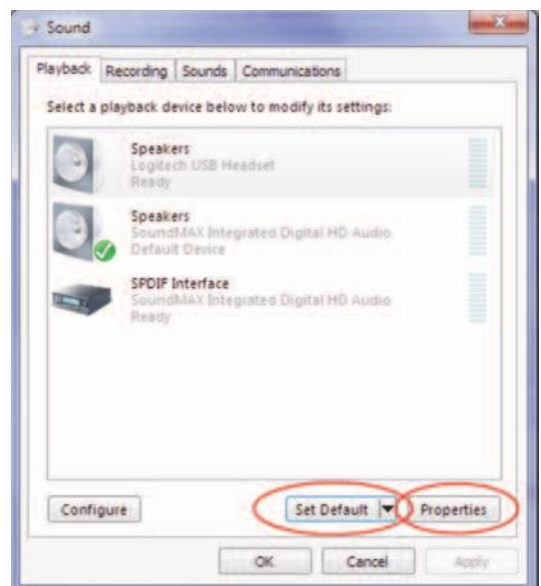 Sound
Playback Recording Sounds Communications
Select a playback device below to modify its settings:
Speakers
Logitech USB Headset
Ready
Speakers
SoundMAX Integrated Digital HD Audio
Default Device
SPDIF Interface
SoundMAX Integrated Digital HD Audio
Ready
Configure Set Default Properties
OK Cancel Apply